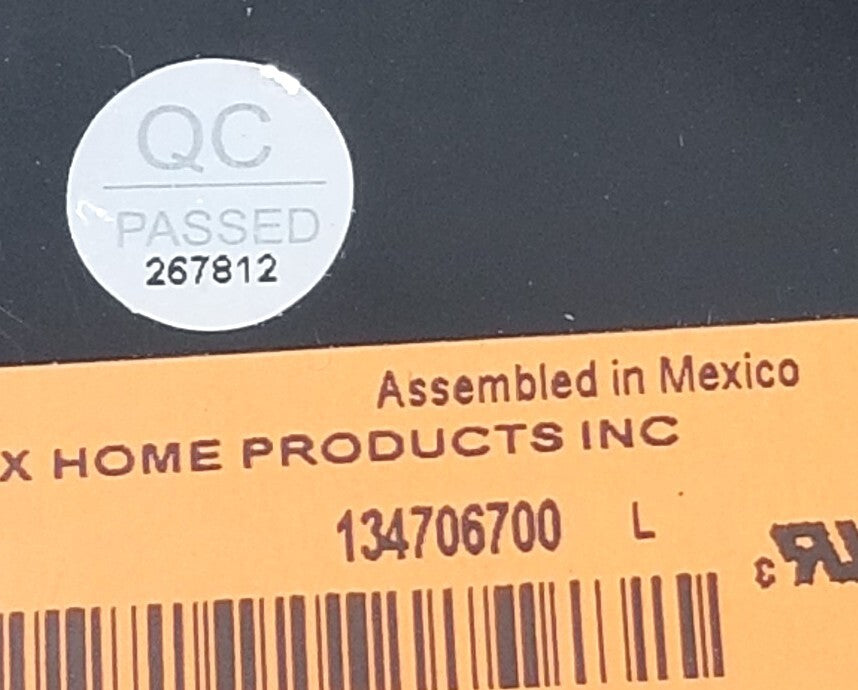 QC
PASSED
267812
Assembled in Mexico
X HOME PRODUCTS INC
134706700 L